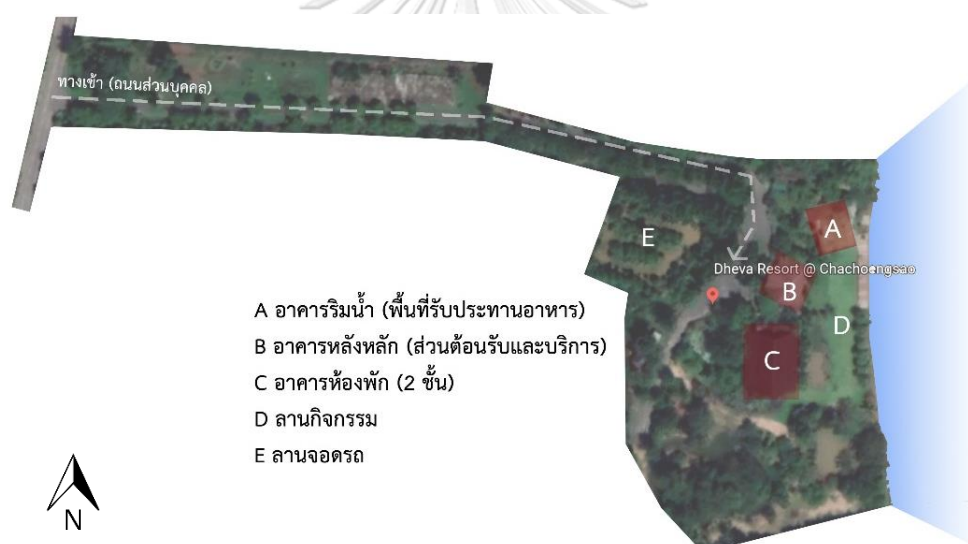 ทางเข้า (ถนนส่วนบุคคล)
A
E
Dheva Resort @ Chachoengsao
B
D
C
A อาคารริมน้ำ (พื้นที่รับประทานอาหาร)
B อาคารหลังหลัก (ส่วนต้อนรับและบริการ)
C อาคารห้องพัก (2 ชั้น)
D ลานกิจกรรม
E ลานจอดรถ
N